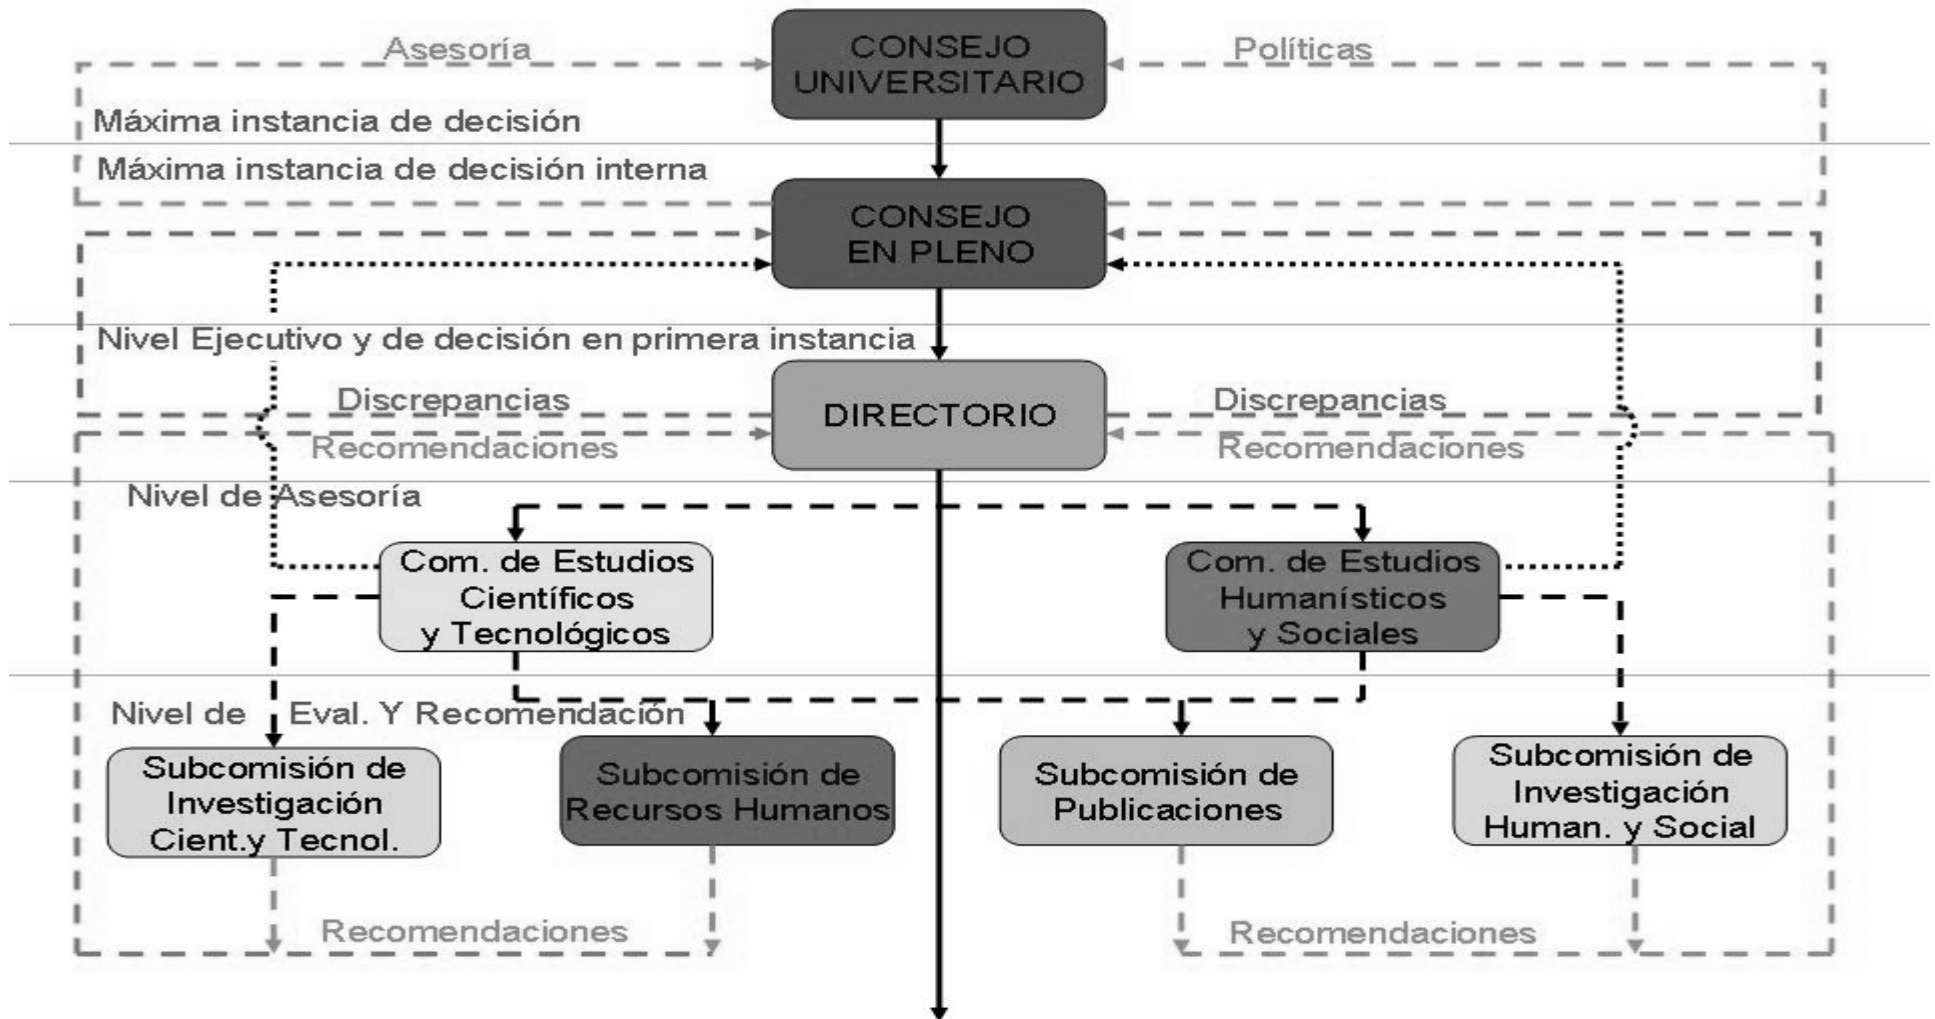 Asesoría
CONSEJO
UNIVERSITARIO
Políticas
Máxima instancia de decisión
Máxima instancia de decisión interna
CONSEJO
EN PLENO
Nivel Ejecutivo y de decisión en primera instancia
Discrepancias
DIRECTORIO
Discrepancias
Recomendaciones
Recomendaciones
Nivel de Asesoría
Com. de Estudios
Científicos
y Tecnológicos
Com. de Estudios
Humanísticos
y Sociales
Nivel de Eval. Y Recomendación
Subcomisión de
Investigación
Cient.y Tecnol.
Subcomisión de
Recursos Humanos
Subcomisión de
Publicaciones
Subcomisión de
Investigación
Human. y Social
Recomendaciones
Recomendaciones